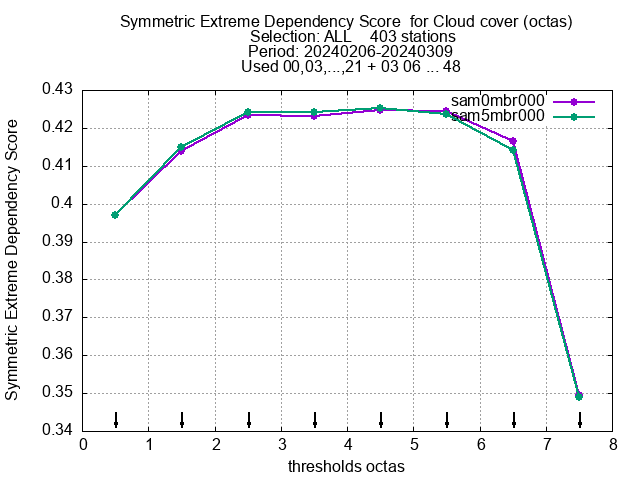 Symmetric Extreme Dependency Score  for Cloud cover (octas)
Selection: ALL    403 stations
Period: 20240206-20240309
Used 00,03,...,21 + 03 06 ... 48
sam0mbr000
sam5mbr000
Symmetric Extreme Dependency Score
0.43
0.42
0.41
0.4
0.39
0.38
0.37
0.36
0.35
0.34
0 1 2 3 4 5 6 7 8
thresholds octas